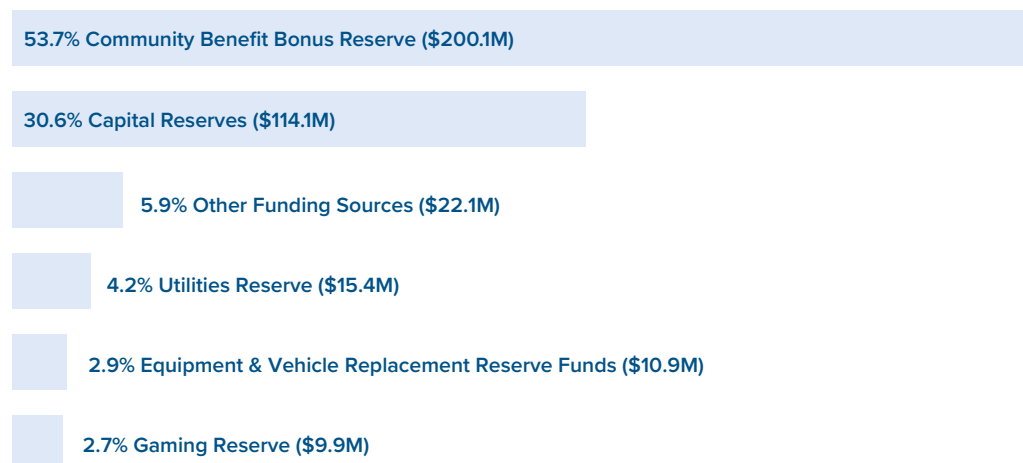 53.7% Community Benefit Bonus Reserve ($200.1M)
30.6% Capital Reserves ($114.1M)
5.9% Other Funding Sources ($22.1M)
4.2% Utilities Reserve ($15.4M)
2.9% Equipment & Vehicle Replacement Reserve Funds ($10.9M)
2.7% Gaming Reserve ($9.9M)